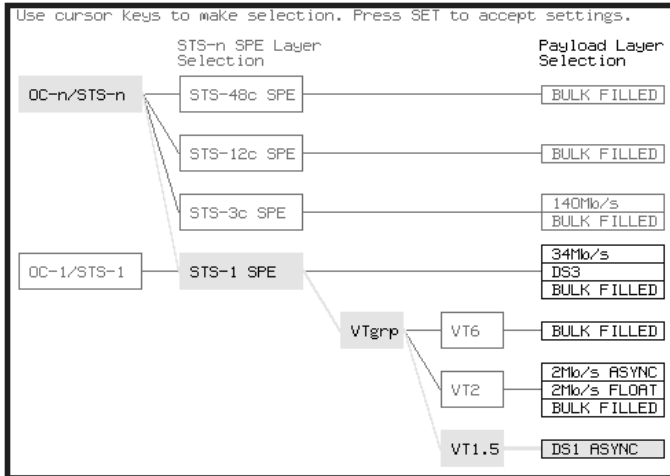 Use cursor keys to make selection. Press SET to accept settings.
STS-n SPE Layer
Selection
Payload Layer
Selection
OC-n/STS-n
STS-48c SPE
BULK FILLED
STS-12c SPE
BULK FILLED
STS-3c SPE
140Mb/s
BULK FILLED
OC-1/STS-1
STS-1 SPE
34Mb/s
DS3
BULK FILLED
VTgrp
VT6
BULK FILLED
VT2
2Mb/s ASYNC
2Mb/s FLOAT
BULK FILLED
VT1.5
DS1 ASYNC